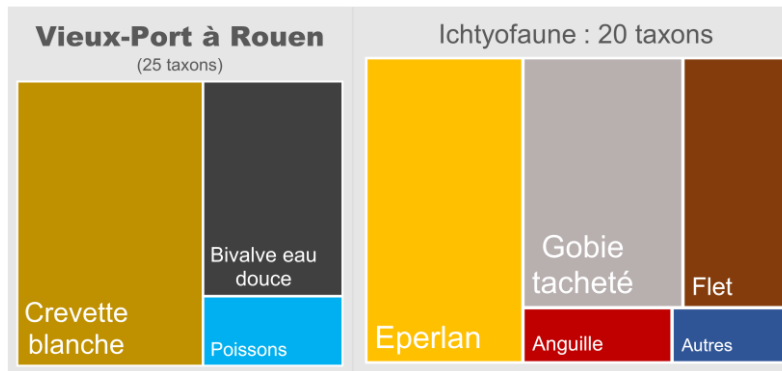 Vieux-Port à Rouen
(25 taxons)
Crevette
blanche
Bivalve eau
douce
Poissons
Ichtyofaune : 20 taxons
Eperlan
Gobie
tacheté
Flet
Anguille
Autres